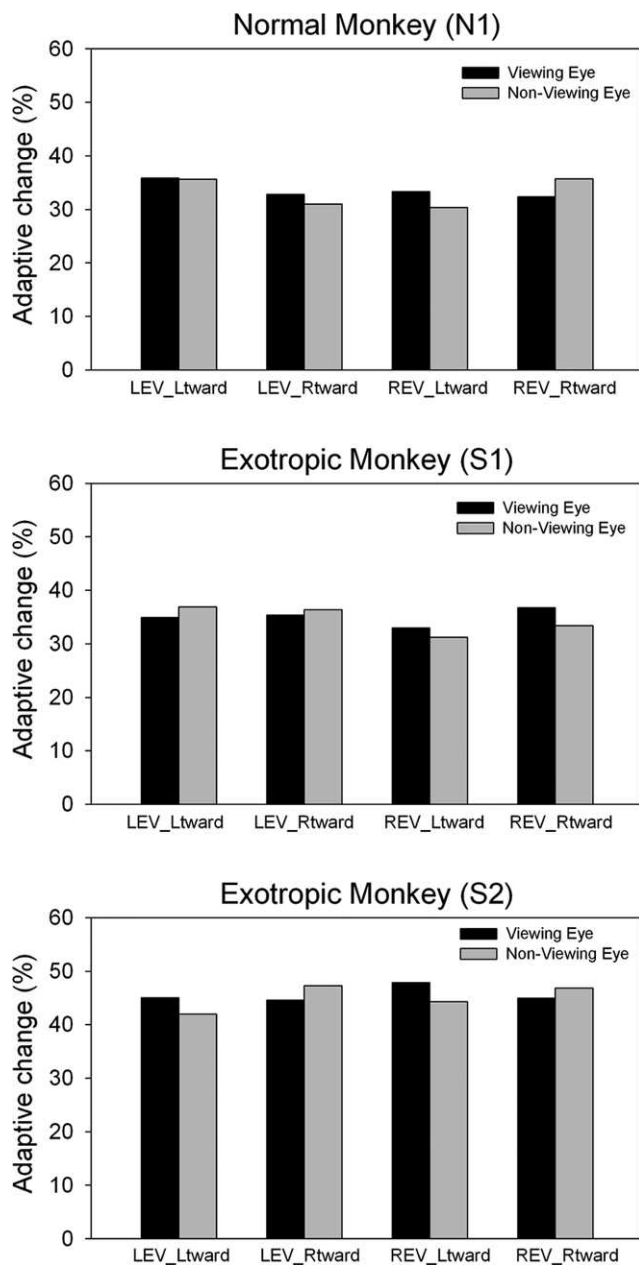 Normal Monkey (N1)
60
50
40
30
20
10
0
Adaptive change (%)
Viewing Eye
Non-Viewing Eye
LEV_Ltward LEV_Rtward REV_Ltward REV_Rtward
Exotropic Monkey (S1)
60
50
40
30
20
10
0
Adaptive change (%)
Viewing Eye
Non-Viewing Eye
LEV_Ltward LEV_Rtward REV_Ltward REV_Rtward
Exotropic Monkey (S2)
60
50
40
30
20
10
0
Adaptive change (%)
Viewing Eye
Non-Viewing Eye
LEV_Ltward LEV_Rtward REV_Ltward REV_Rtward